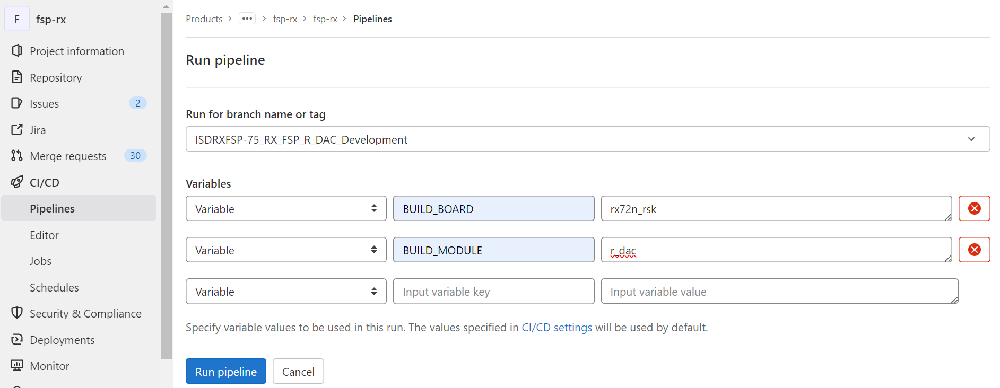 F fsp-rx
Project information
Repository
Issues 2
Jira
Merge requests 30
CI/CD
Pipelines
Editor
Jobs
Schedules
Security & Compliance
Deployments
Monitor
Products > ••• > fsp-rx > fsp-rx > Pipelines
Run pipeline
Run for branch name or tag
ISDRXFSP-75_RX_FSP_R_DAC_Development
Variables
Variable BUILD_BOARD rx72n_rsk
Variable BUILD_MODULE r_dac
Variable Input variable key Input variable value
Specify variable values to be used in this run. The values specified in CI/CD settings will be used by default.
Run pipeline Cancel